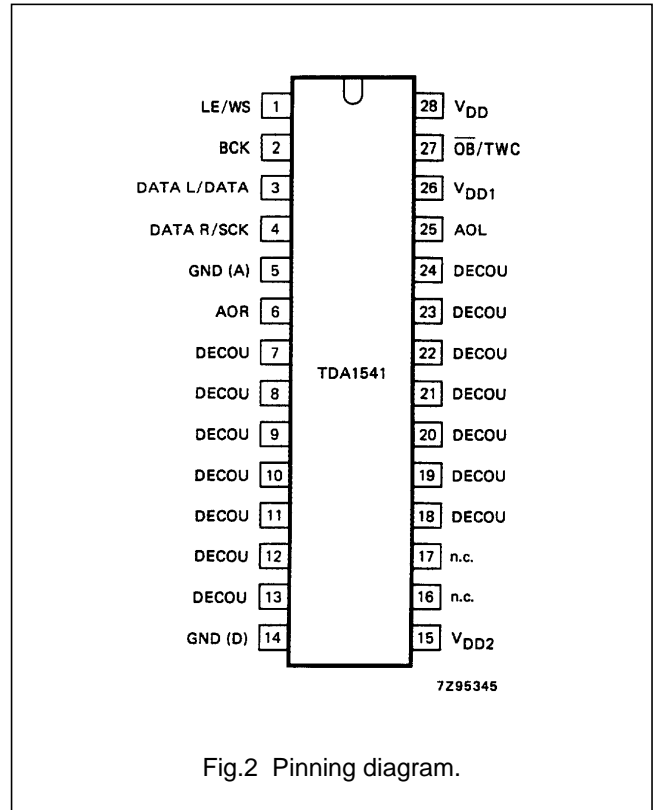 LE/WS 1 28 VDD
BCK 2 27 O̅B̅/TWC
DATA L/DATA 3 26 VDD1
DATA R/SCK 4 25 AOL
GND (A) 5 24 DECOU
AOR 6 23 DECOU
DECOU 7 22 DECOU
TDA1541
DECOU 8 21 DECOU
DECOU 9 20 DECOU
DECOU 10 19 DECOU
DECOU 11 18 DECOU
DECOU 12 17 n.c.
DECOU 13 16 n.c.
GND (D) 14 15 VDD2
7Z95345
Fig.2 Pinning diagram.